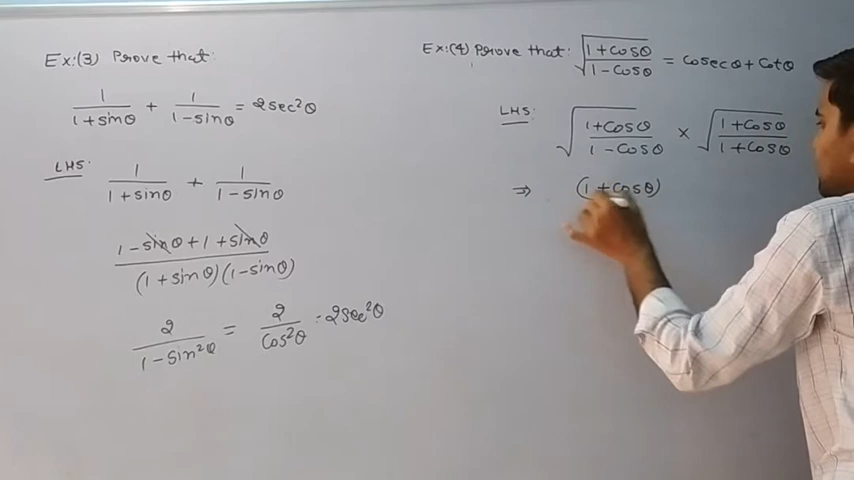 Ex:(3) Prove that:
1/(1+sinθ) + 1/(1-sinθ) = 2sec²θ
LHS: 1/(1+sinθ) + 1/(1-sinθ)
(1-sinθ+1+sinθ)/((1+sinθ)(1-sinθ))
2/(1-sin²θ) = 2/cos²θ = 2sec²θ
Ex:(4) Prove that: √((1+cosθ)/(1-cosθ)) = cosecθ+cotθ
LHS: √((1+cosθ)/(1-cosθ)) × √((1+cosθ)/(1+cosθ))
⇒ (1+cosθ)